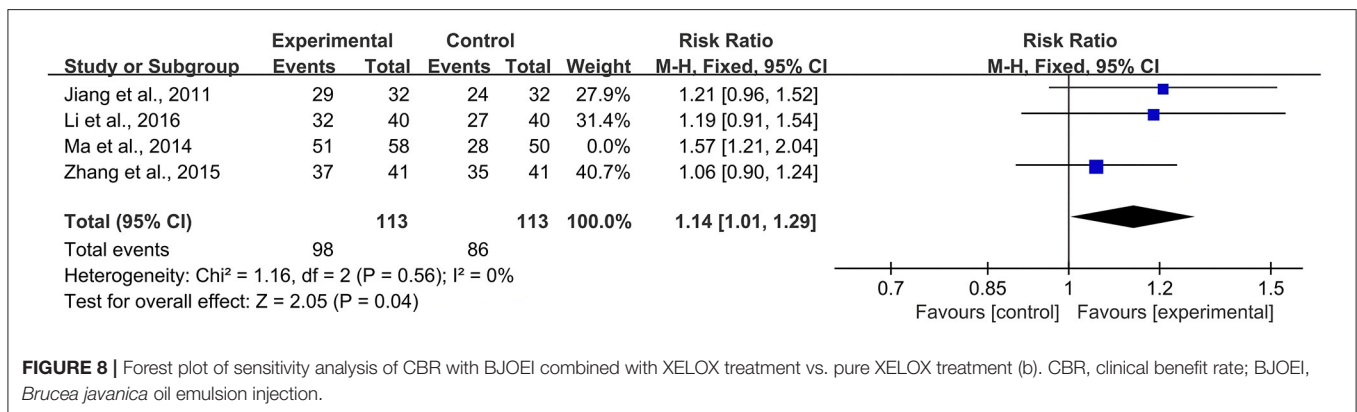 Experimental Control Risk Ratio Risk Ratio
Study or Subgroup Events Total Events Total Weight M-H, Fixed, 95% CI M-H, Fixed, 95% CI
Jiang et al., 2011 29 32 24 32 27.9% 1.21 [0.96, 1.52]
Li et al., 2016 32 40 27 40 31.4% 1.19 [0.91, 1.54]
Ma et al., 2014 51 58 28 50 0.0% 1.57 [1.21, 2.04]
Zhang et al., 2015 37 41 35 41 40.7% 1.06 [0.90, 1.24]
Total (95% CI) 113 113 100.0% 1.14 [1.01, 1.29]
Total events 98 86
Heterogeneity: Chi² = 1.16, df = 2 (P = 0.56); I² = 0%
Test for overall effect: Z = 2.05 (P = 0.04)
0.7 0.85 1 1.2 1.5
Favours [control] Favours [experimental]
FIGURE 8 | Forest plot of sensitivity analysis of CBR with BJOEI combined with XELOX treatment vs. pure XELOX treatment (b). CBR, clinical benefit rate; BJOEI,
Brucea javanica oil emulsion injection.